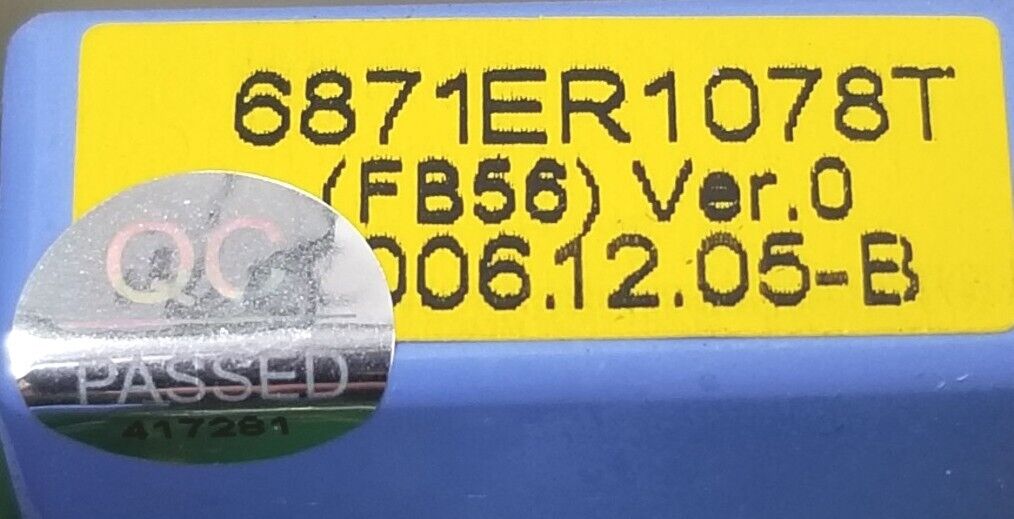 6871ER1078T
(FB56) Ver.0
006.12.05-B
QC
PASSED
417281